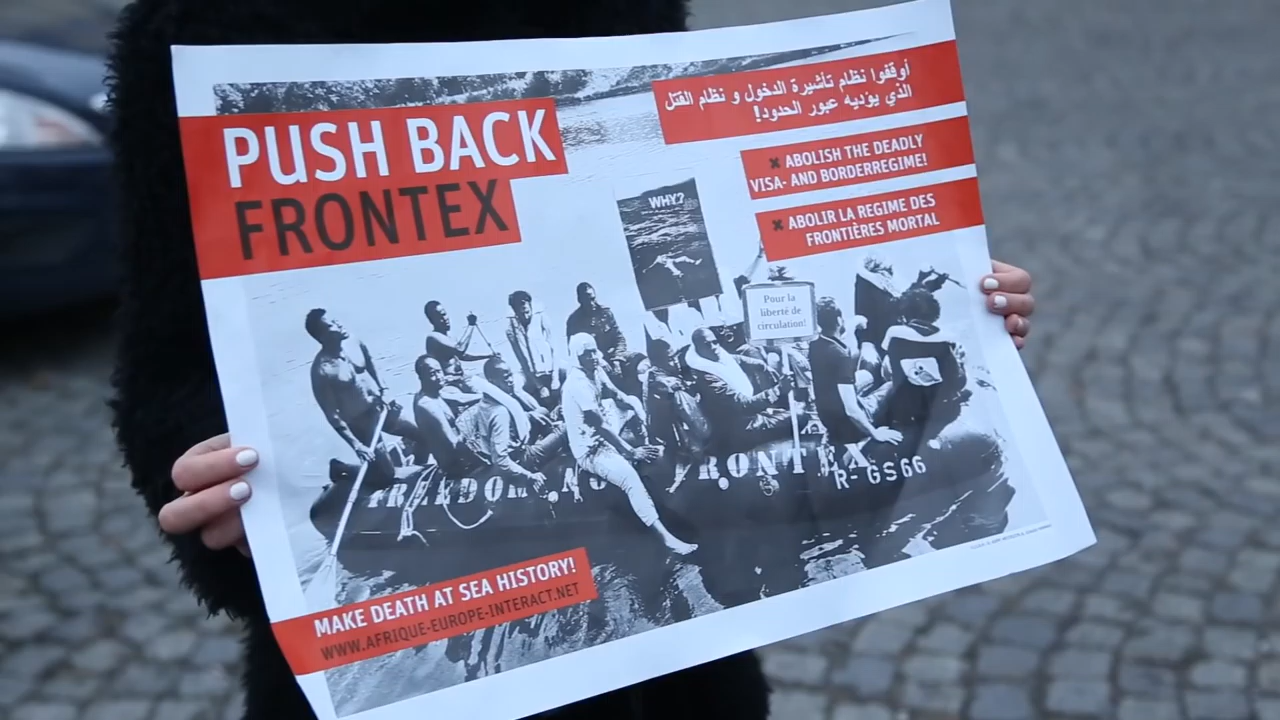 PUSH BACK
FRONTEX
أوقفوا نظام تأشيرة الدخول و نظام القتل
الذي يؤديه عبور الحدود!
✖ ABOLISH THE DEADLY
VISA- AND BORDERREGIME!
✖ ABOLIR LA REGIME DES
FRONTIÈRES MORTAL
WHY?
Pour la
liberté de
circulation!
FREEDOM NO FRONTEX
R- GS66
MAKE DEATH AT SEA HISTORY!
WWW.AFRIQUE-EUROPE-INTERACT.NET